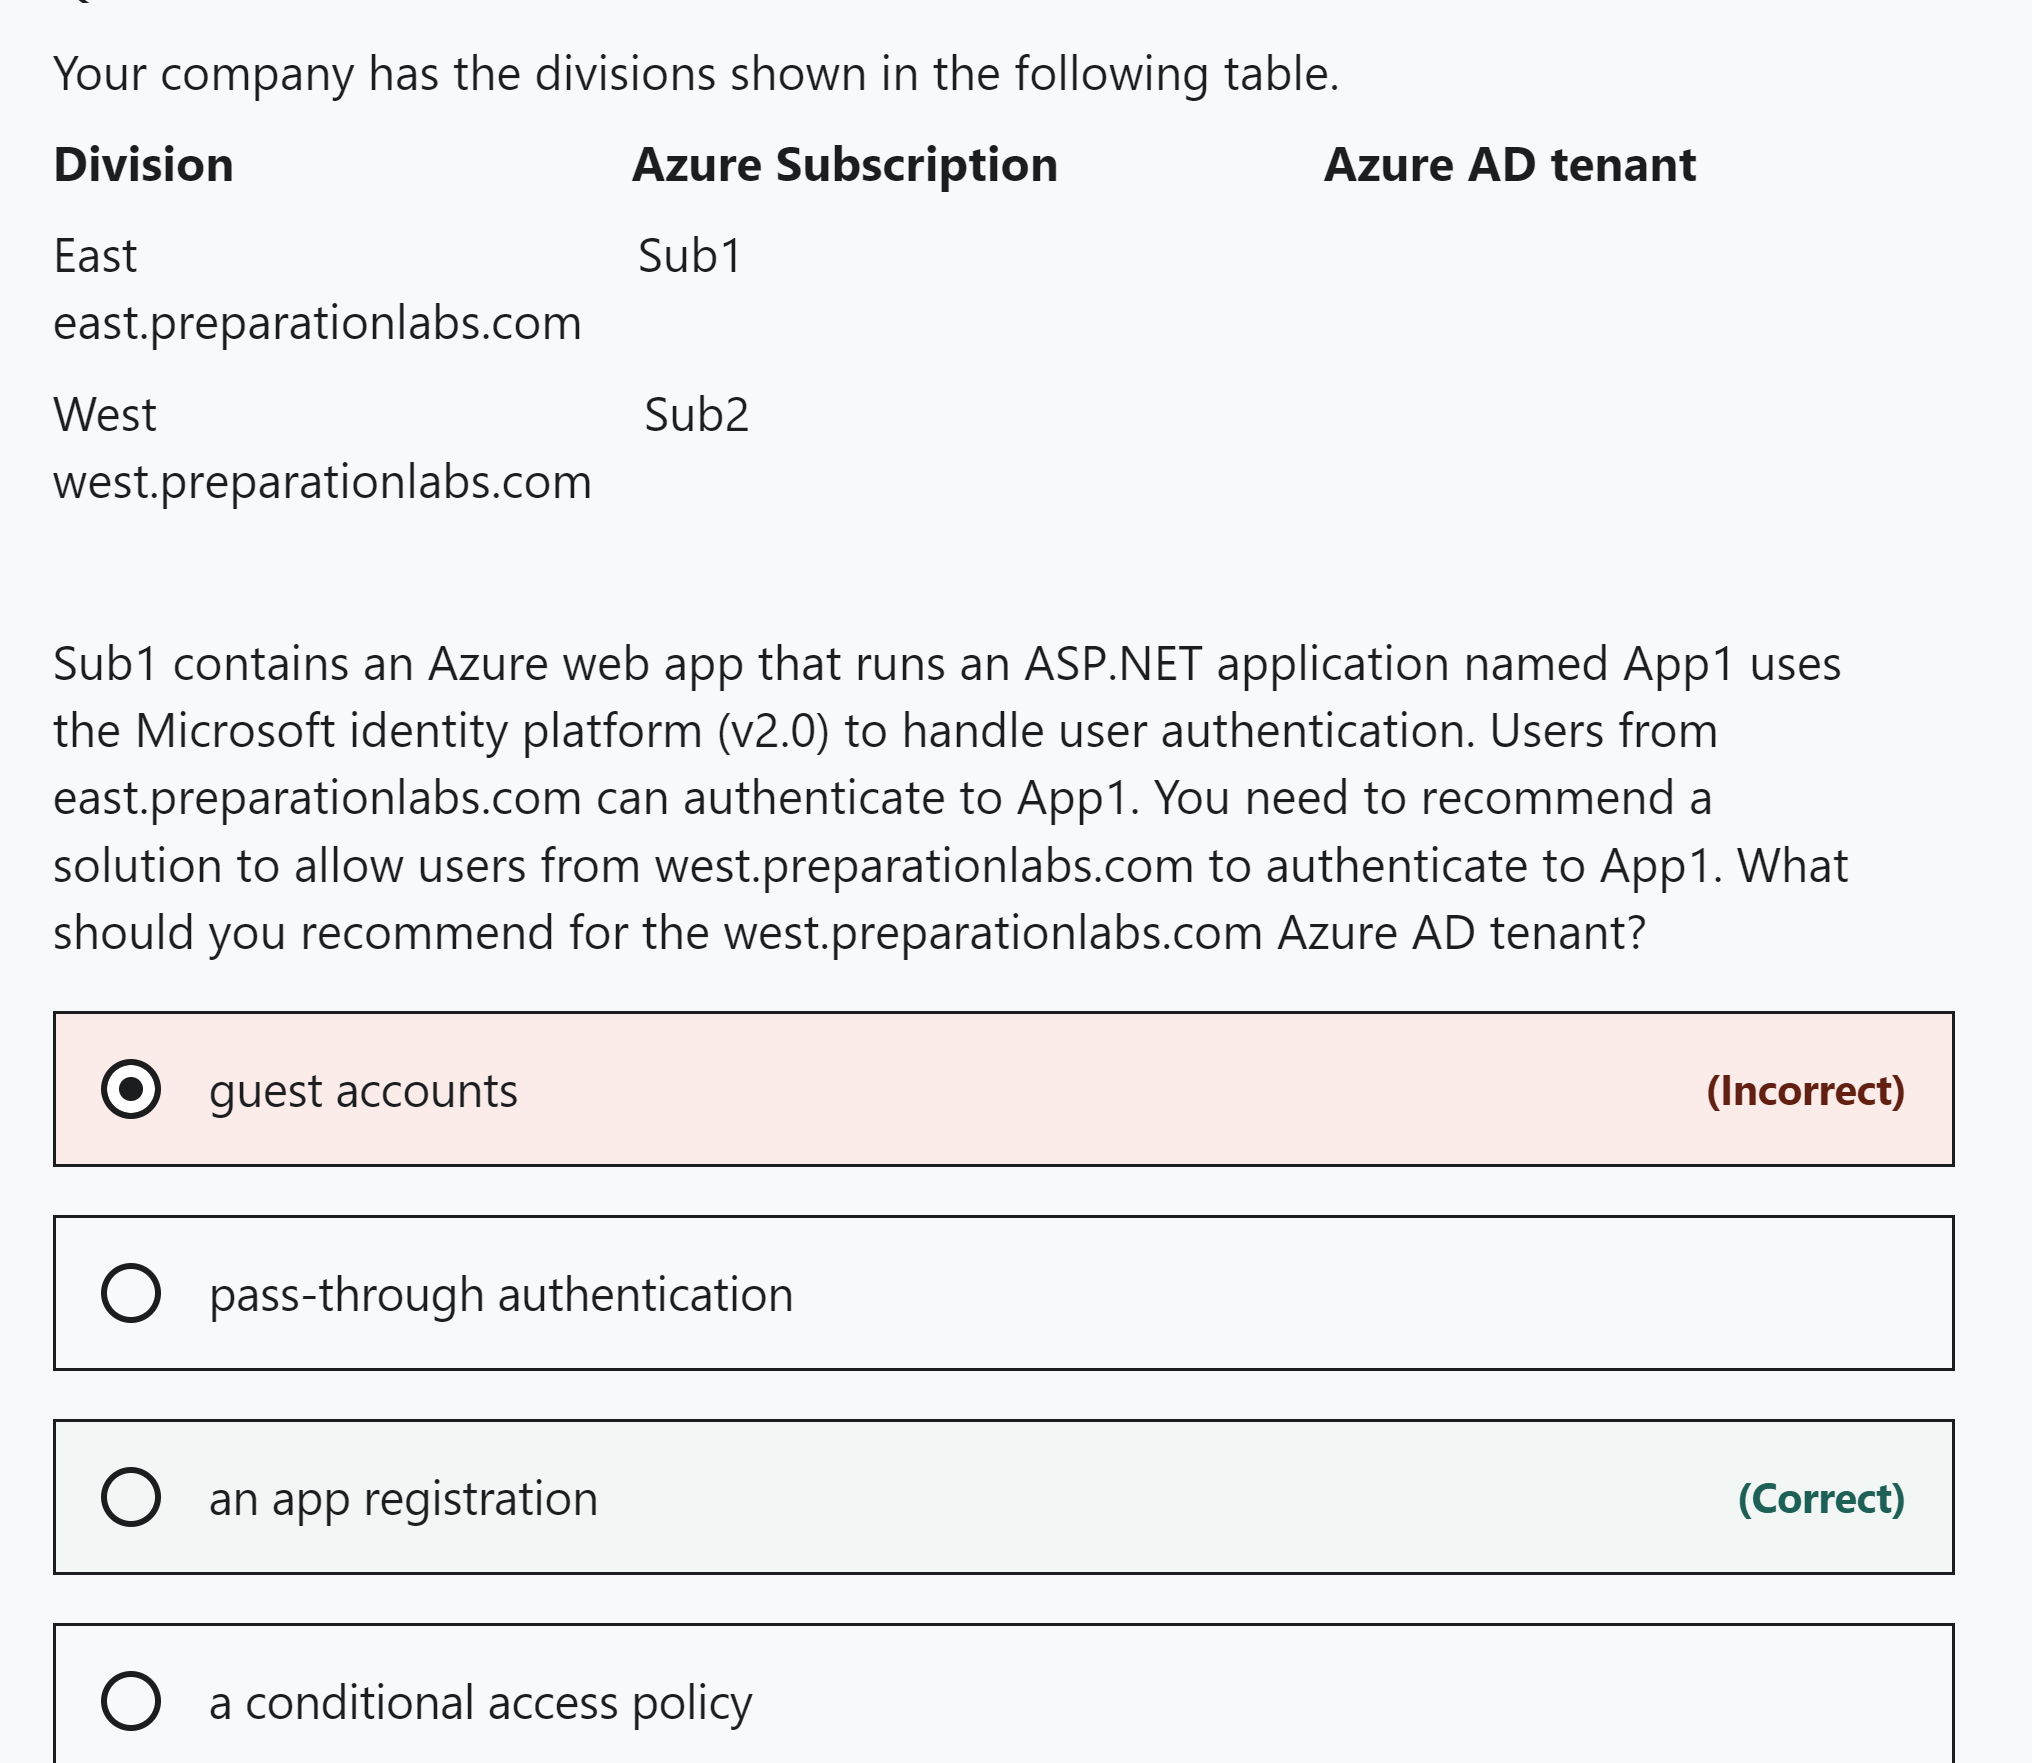 Your company has the divisions shown in the following table.
Division Azure Subscription Azure AD tenant
East Sub1
east.preparationlabs.com
West Sub2
west.preparationlabs.com
Sub1 contains an Azure web app that runs an ASP.NET application named App1 uses
the Microsoft identity platform (v2.0) to handle user authentication. Users from
east.preparationlabs.com can authenticate to App1. You need to recommend a
solution to allow users from west.preparationlabs.com to authenticate to App1. What
should you recommend for the west.preparationlabs.com Azure AD tenant?
guest accounts (Incorrect)
pass-through authentication
an app registration (Correct)
a conditional access policy